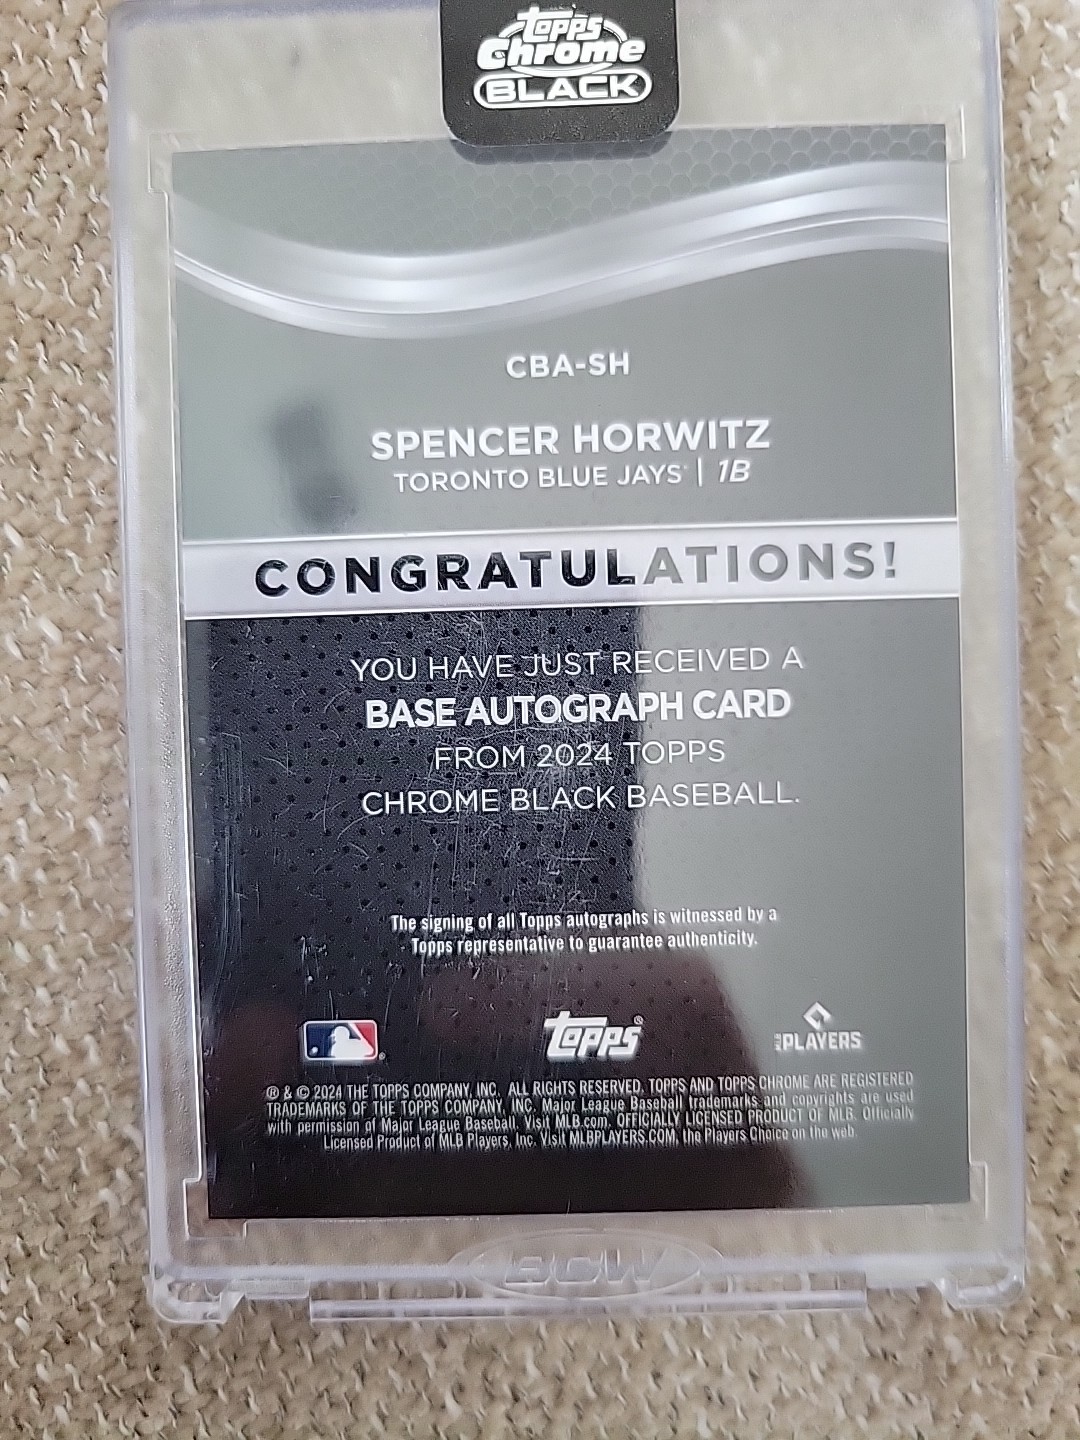 Topps
Chrome
BLACK
CBA-SH
SPENCER HORWITZ
TORONTO BLUE JAYS | 1B
CONGRATULATIONS!
YOU HAVE JUST RECEIVED A
BASE AUTOGRAPH CARD
FROM 2024 TOPPS
CHROME BLACK BASEBALL.
The signing of all Topps autographs is witnessed by a
Topps representative to guarantee authenticity.
Topps® MLB PLAYERS
® & © 2024 THE TOPPS COMPANY, INC. ALL RIGHTS RESERVED. TOPPS AND TOPPS CHROME ARE REGISTERED
TRADEMARKS OF THE TOPPS COMPANY, INC. Major League Baseball trademarks and copyrights are used
with permission of Major League Baseball. Visit MLB.com. OFFICIALLY LICENSED PRODUCT OF MLB. Officially
Licensed Product of MLB Players, Inc. Visit MLBPLAYERS.COM, the Players Choice on the web.
BCW